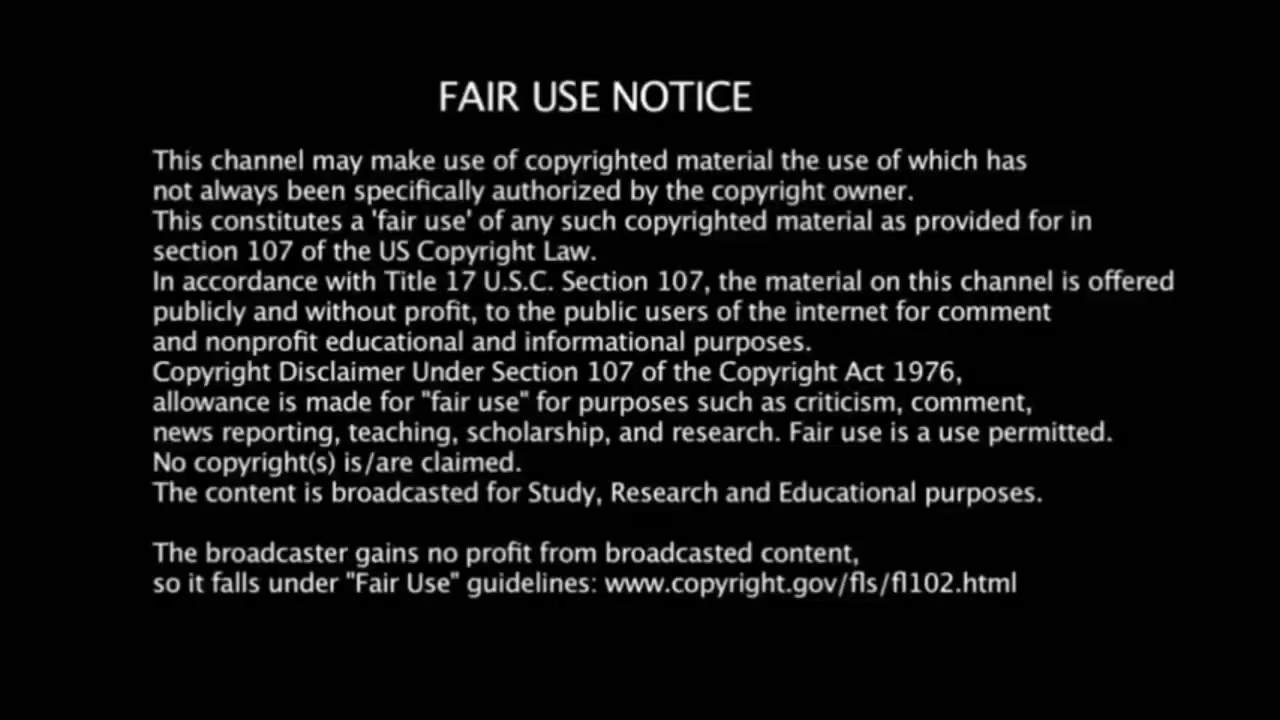 FAIR USE NOTICE
This channel may make use of copyrighted material the use of which has
not always been specifically authorized by the copyright owner.
This constitutes a 'fair use' of any such copyrighted material as provided for in
section 107 of the US Copyright Law.
In accordance with Title 17 U.S.C. Section 107, the material on this channel is offered
publicly and without profit, to the public users of the internet for comment
and nonprofit educational and informational purposes.
Copyright Disclaimer Under Section 107 of the Copyright Act 1976,
allowance is made for "fair use" for purposes such as criticism, comment,
news reporting, teaching, scholarship, and research. Fair use is a use permitted.
No copyright(s) is/are claimed.
The content is broadcasted for Study, Research and Educational purposes.
The broadcaster gains no profit from broadcasted content,
so it falls under "Fair Use" guidelines: www.copyright.gov/fls/fl102.html